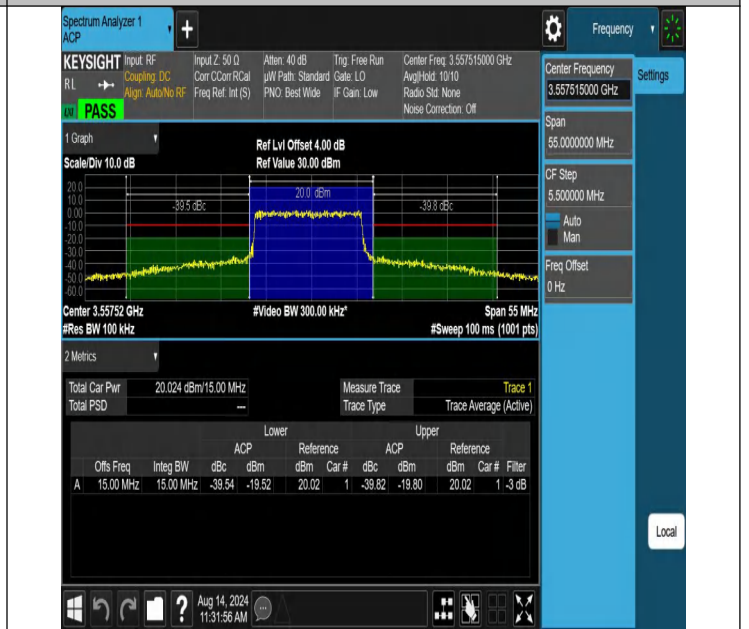 Spectrum Analyzer 1
ACP
+
Frequency
KEYSIGHT
RL
PASS
Input: RF
Coupling: DC
Align: Auto/No RF
Input Z: 50 Ω
Corr CCorr RCal
Freq Ref: Int (S)
Atten: 40 dB
µW Path: Standard
PNO: Best Wide
Trig: Free Run
Gate: LO
IF Gain: Low
Center Freq: 3.557515000 GHz
Avg|Hold: 10/10
Radio Std: None
Noise Correction: Off
Center Frequency
3.557515000 GHz
Settings
Span
55.0000000 MHz
CF Step
5.500000 MHz
Auto
Man
Freq Offset
0 Hz
1 Graph
Scale/Div 10.0 dB
Ref Lvl Offset 4.00 dB
Ref Value 30.00 dBm
20.0
10.0
0.00
-10.0
-20.0
-30.0
-40.0
-50.0
-60.0
-39.5 dBc
20.0 dBm
-39.8 dBc
Center 3.55752 GHz
#Video BW 300.00 kHz*
Span 55 MHz
#Res BW 100 kHz
#Sweep 100 ms (1001 pts)
2 Metrics
Total Car Pwr 20.024 dBm/15.00 MHz
Total PSD ---
Measure Trace Trace 1
Trace Type Trace Average (Active)
Lower Upper
ACP Reference ACP Reference
Offs Freq Integ BW dBc dBm dBm Car # dBc dBm dBm Car # Filter
A 15.00 MHz 15.00 MHz -39.54 -19.52 20.02 1 -39.82 -19.80 20.02 1 -3 dB
Local
?
Aug 14, 2024
11:31:56 AM